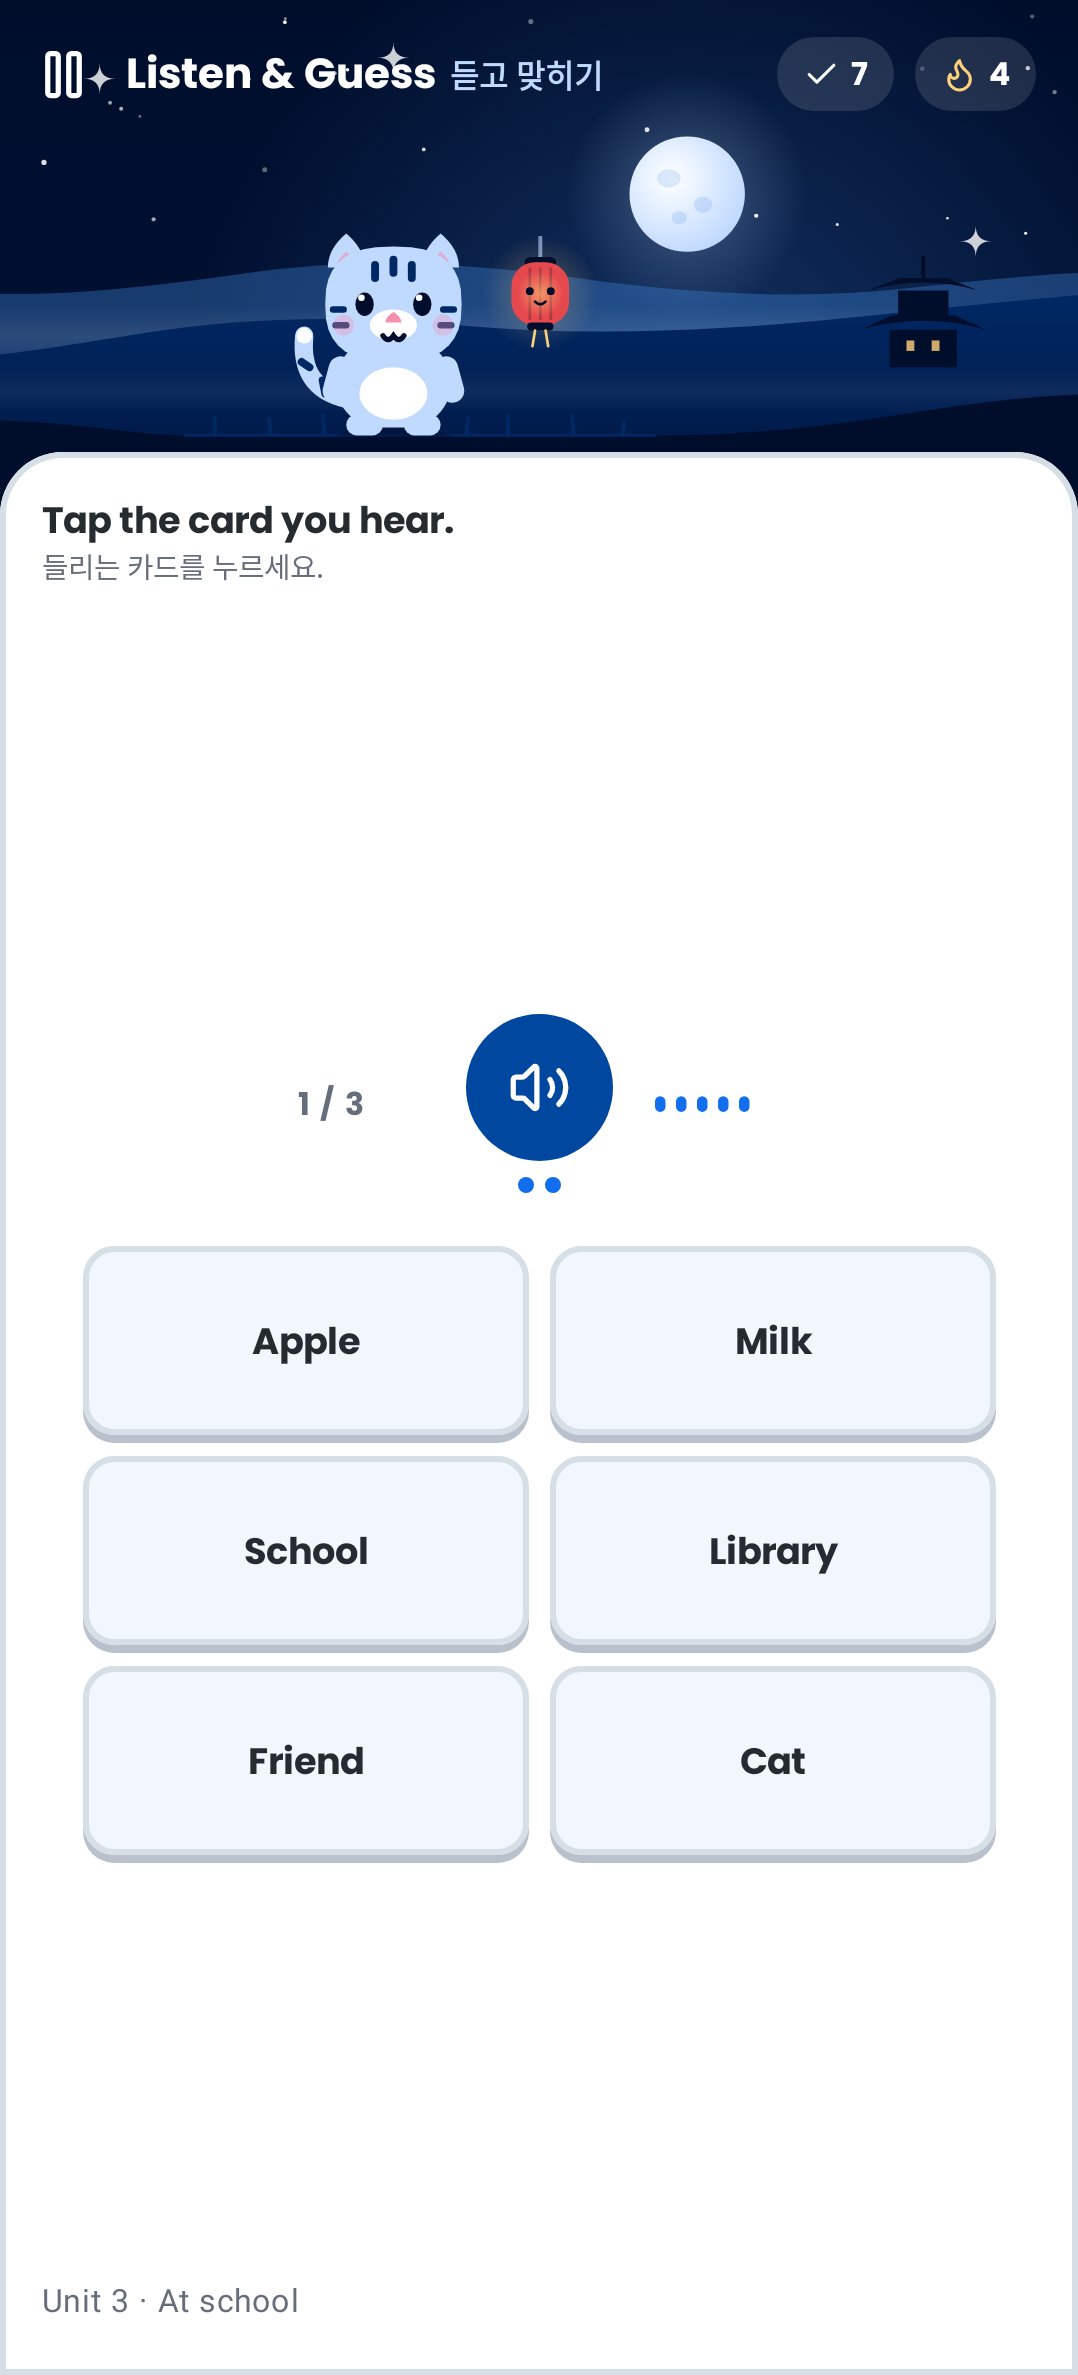 Listen & Guess 듣고 맞히기
7
4
Tap the card you hear.
들리는 카드를 누르세요.
1 / 3
Apple
Milk
School
Library
Friend
Cat
Unit 3 · At school